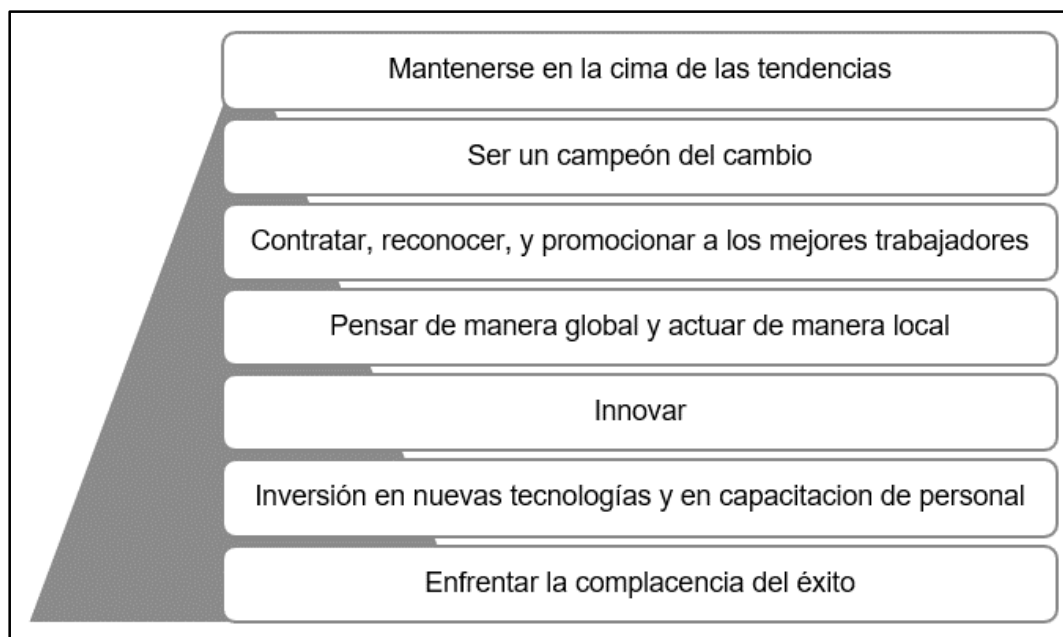 Mantenerse en la cima de las tendencias
Ser un campeón del cambio
Contratar, reconocer, y promocionar a los mejores trabajadores
Pensar de manera global y actuar de manera local
Innovar
Inversión en nuevas tecnologías y en capacitacion de personal
Enfrentar la complacencia del éxito